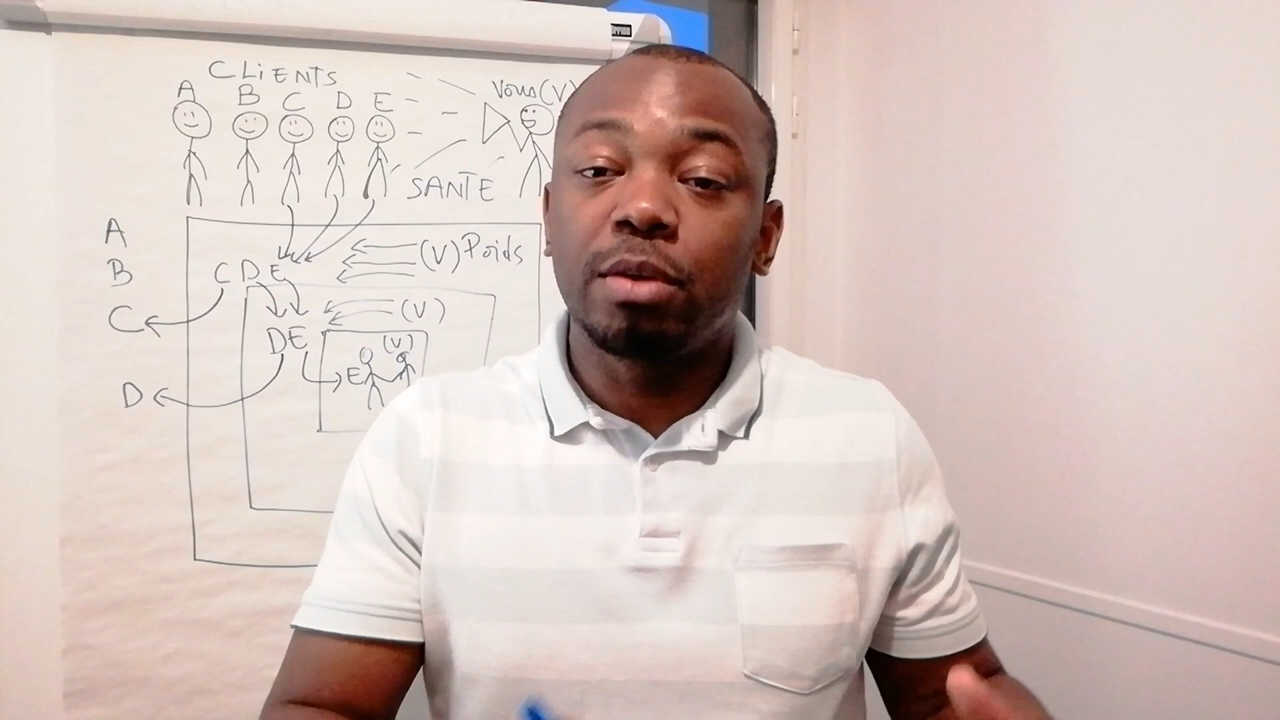 CLiENTS
A B C D E
Vous(V)
SANTE
A
B
C
C D E
(V) Poids
(V)
D E
(V)
E
D